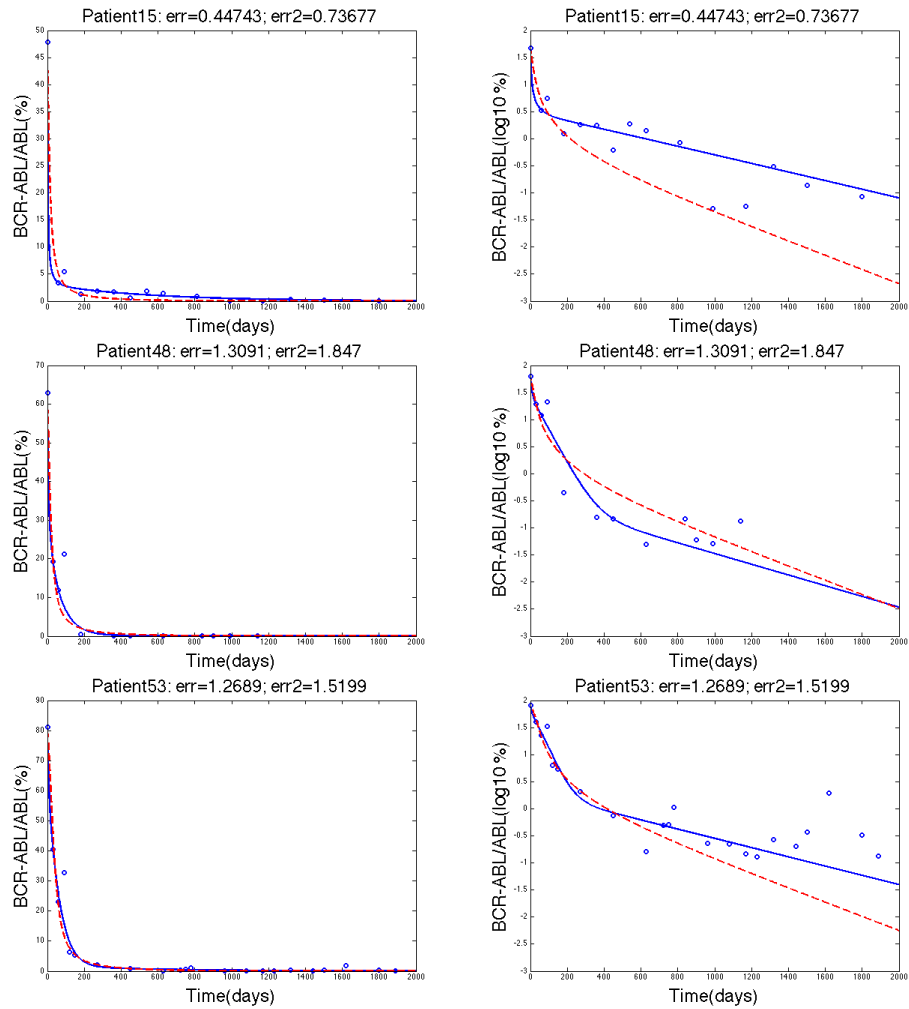 Patient15: err=0.44743; err2=0.73677
50
45
40
35
30
25
20
15
10
5
0
BCR-ABL/ABL(%)
0 200 400 600 800 1000 1200 1400 1600 1800 2000
Time(days)
Patient15: err=0.44743; err2=0.73677
2
1.5
1
0.5
0
-0.5
-1
-1.5
-2
-2.5
-3
BCR-ABL/ABL(log10%)
0 200 400 600 800 1000 1200 1400 1600 1800 2000
Time(days)
Patient48: err=1.3091; err2=1.847
70
60
50
40
30
20
10
0
BCR-ABL/ABL(%)
0 200 400 600 800 1000 1200 1400 1600 1800 2000
Time(days)
Patient48: err=1.3091; err2=1.847
2
1.5
1
0.5
0
-0.5
-1
-1.5
-2
-2.5
-3
BCR-ABL/ABL(log10%)
0 200 400 600 800 1000 1200 1400 1600 1800 2000
Time(days)
Patient53: err=1.2689; err2=1.5199
90
80
70
60
50
40
30
20
10
0
BCR-ABL/ABL(%)
0 200 400 600 800 1000 1200 1400 1600 1800 2000
Time(days)
Patient53: err=1.2689; err2=1.5199
2
1.5
1
0.5
0
-0.5
-1
-1.5
-2
-2.5
-3
BCR-ABL/ABL(log10%)
0 200 400 600 800 1000 1200 1400 1600 1800 2000
Time(days)